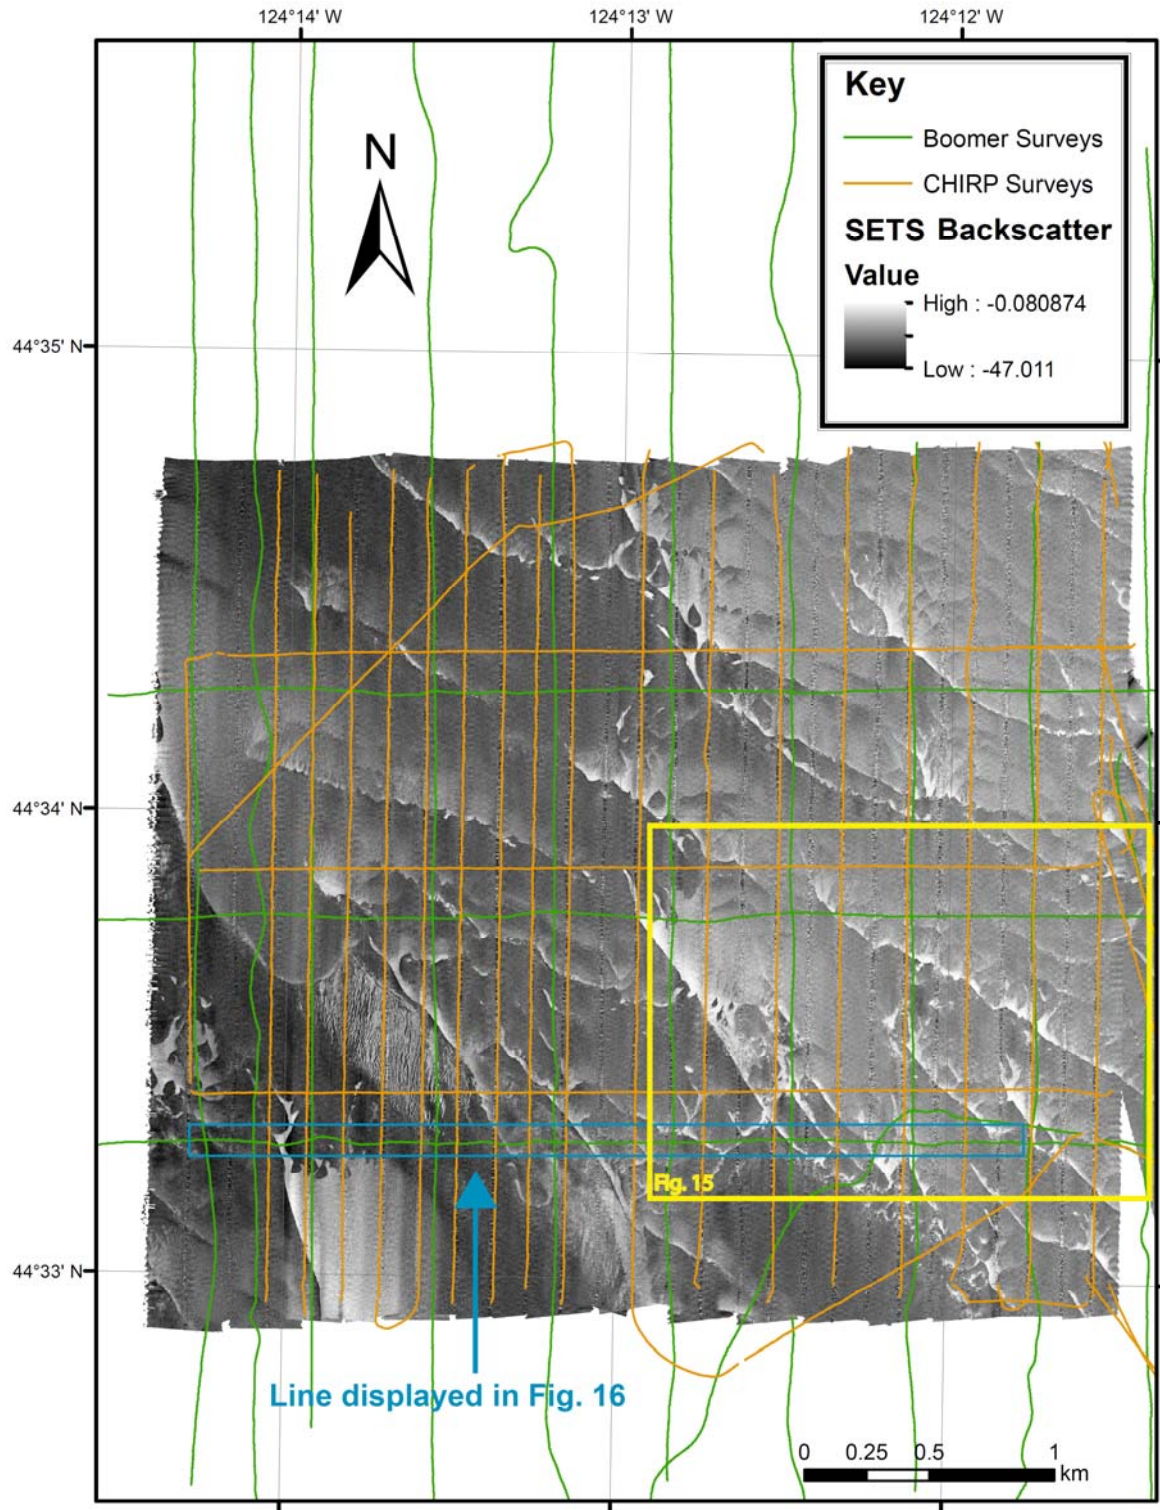 124°14' W
124°13' W
124°12' W
Key
Boomer Surveys
CHIRP Surveys
SETS Backscatter
Value
High : -0.080874
Low : -47.011
N
44°35' N
44°34' N
Fig. 15
44°33' N
Line displayed in Fig. 16
0 0.25 0.5 1
km